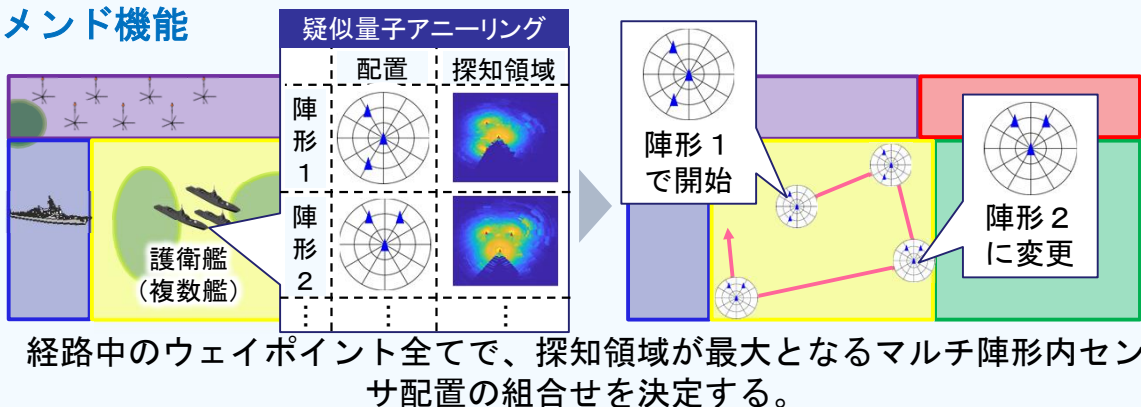 メンド機能
疑似量子アニーリング
配置 探知領域
陣形1
陣形2
⋮ ⋮ ⋮
護衛艦
（複数艦）
陣形１
で開始
陣形２
に変更
経路中のウェイポイント全てで、探知領域が最大となるマルチ陣形内セン
サ配置の組合せを決定する。